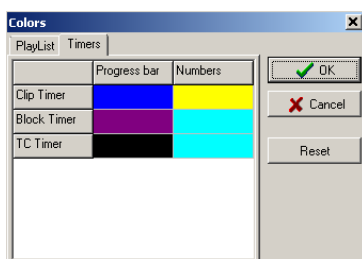 Colors
PlayList Timers
Progress bar Numbers
Clip Timer
Block Timer
TC Timer
OK
Cancel
Reset